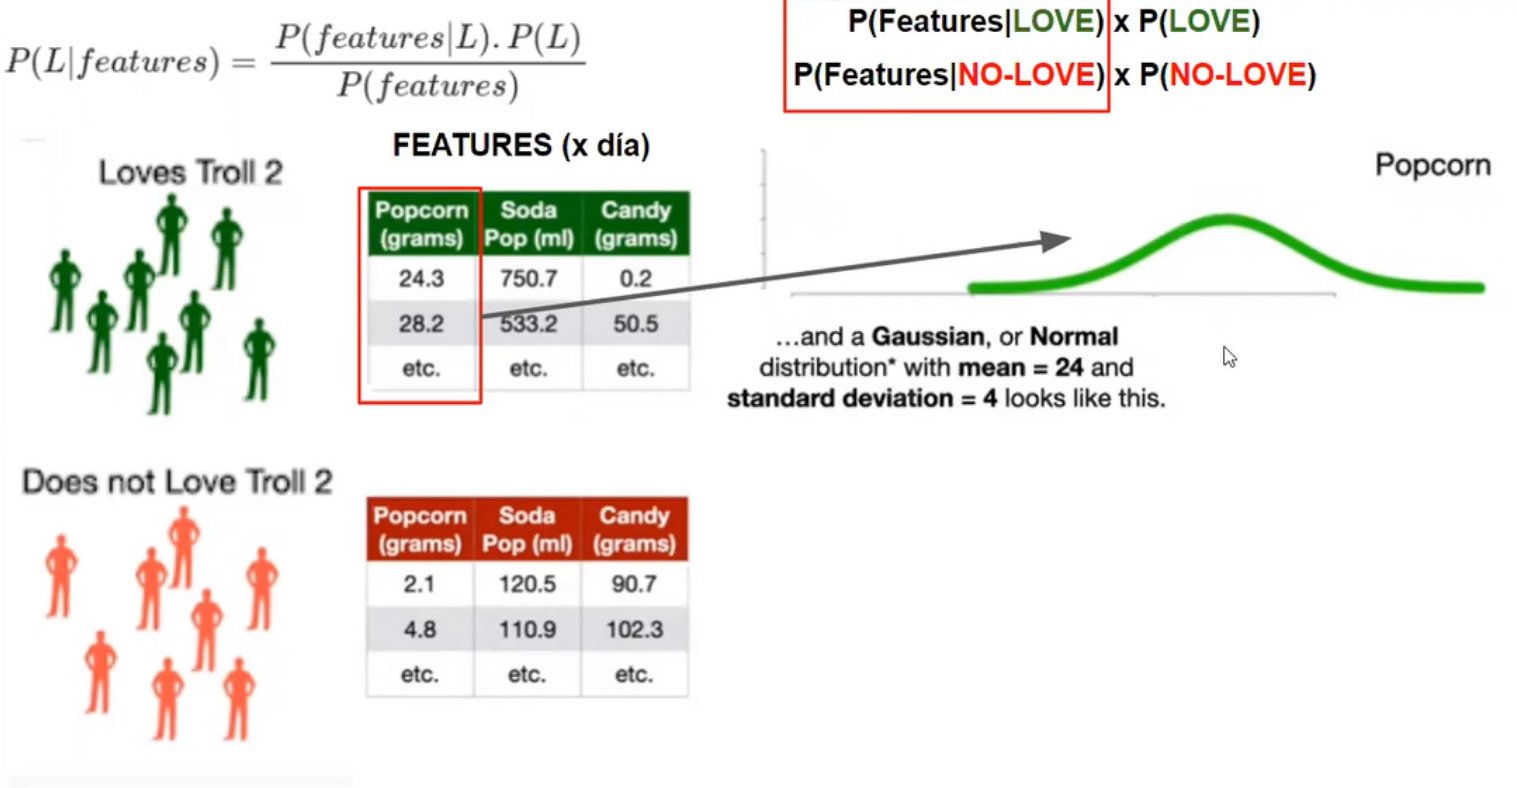 P(L|features) = P(features|L). P(L) / P(features)
P(Features|LOVE) x P(LOVE)
P(Features|NO-LOVE) x P(NO-LOVE)
FEATURES (x día)
Loves Troll 2
Popcorn (grams) Soda Pop (ml) Candy (grams)
24.3 750.7 0.2
28.2 533.2 50.5
etc. etc. etc.
Popcorn
...and a Gaussian, or Normal
distribution* with mean = 24 and
standard deviation = 4 looks like this.
Does not Love Troll 2
Popcorn (grams) Soda Pop (ml) Candy (grams)
2.1 120.5 90.7
4.8 110.9 102.3
etc. etc. etc.